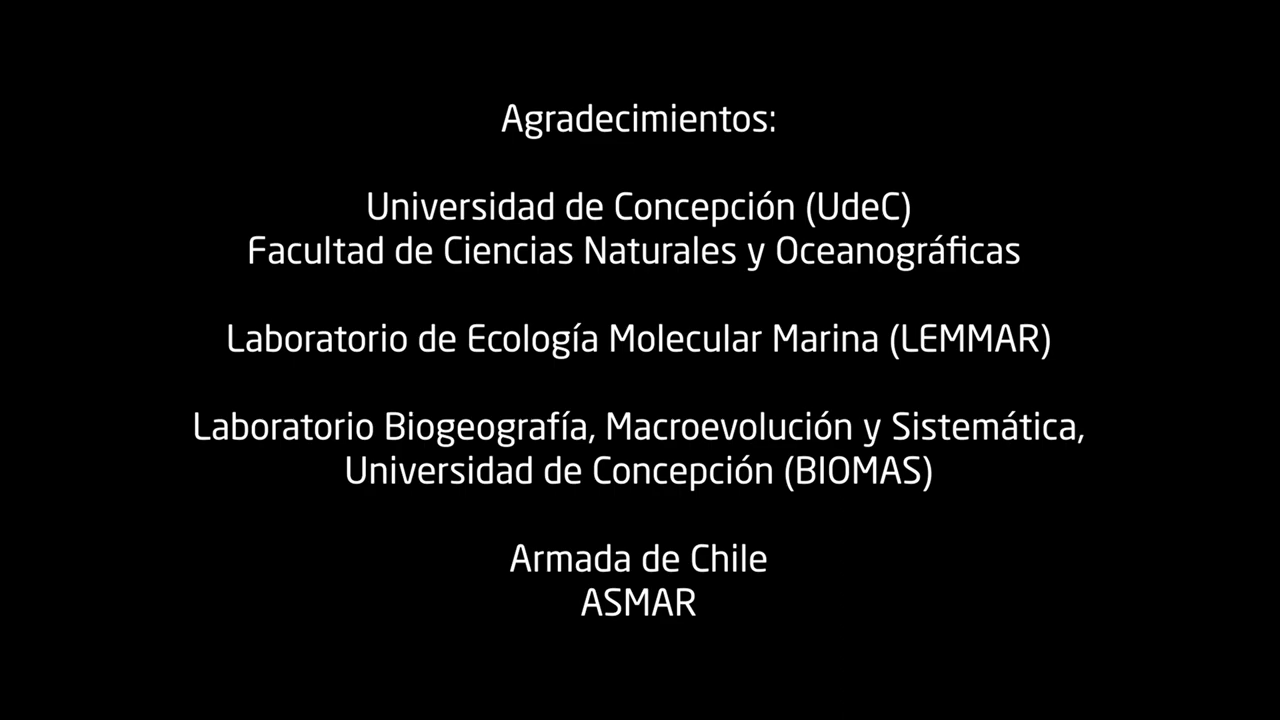 Agradecimientos:
Universidad de Concepción (UdeC)
Facultad de Ciencias Naturales y Oceanográficas
Laboratorio de Ecología Molecular Marina (LEMMAR)
Laboratorio Biogeografía, Macroevolución y Sistemática,
Universidad de Concepción (BIOMAS)
Armada de Chile
ASMAR